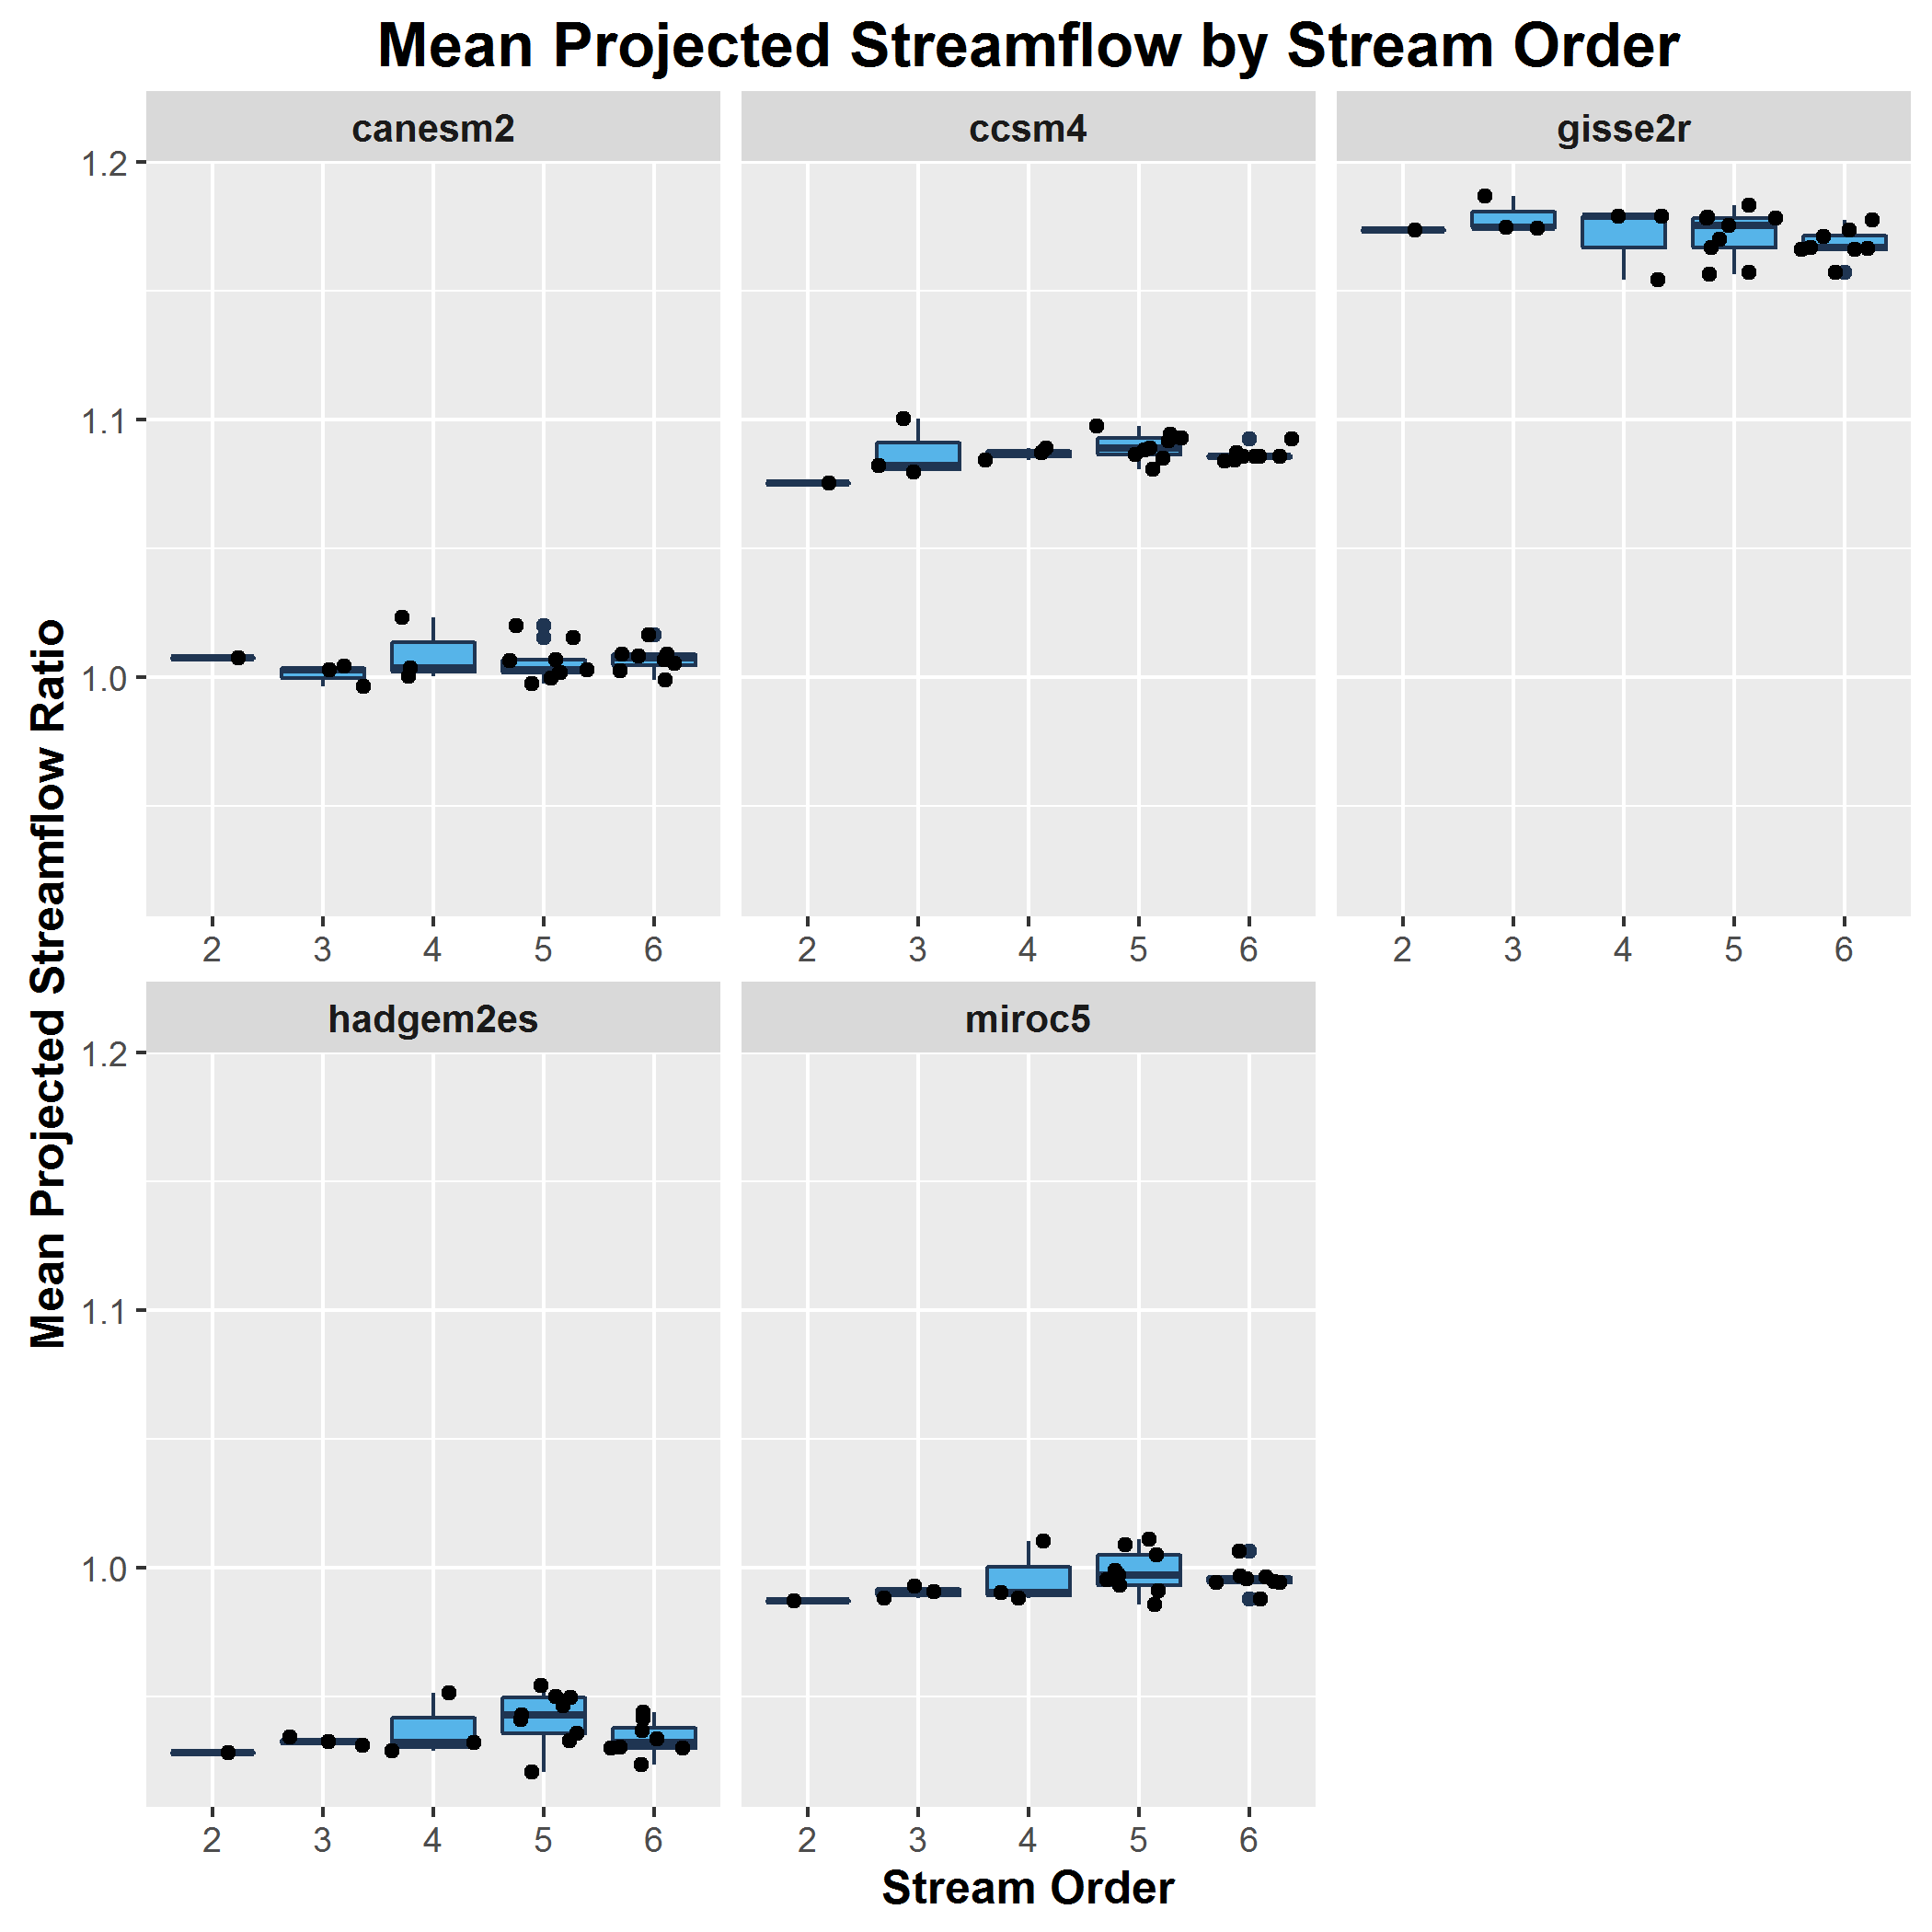 Mean Projected Streamflow by Stream Order
canesm2 ccsm4 gisse2r
1.2
1.1
1.0
2 3 4 5 6 2 3 4 5 6 2 3 4 5 6
Mean Projected Streamflow Ratio
hadgem2es miroc5
1.2
1.1
1.0
2 3 4 5 6 2 3 4 5 6
Stream Order